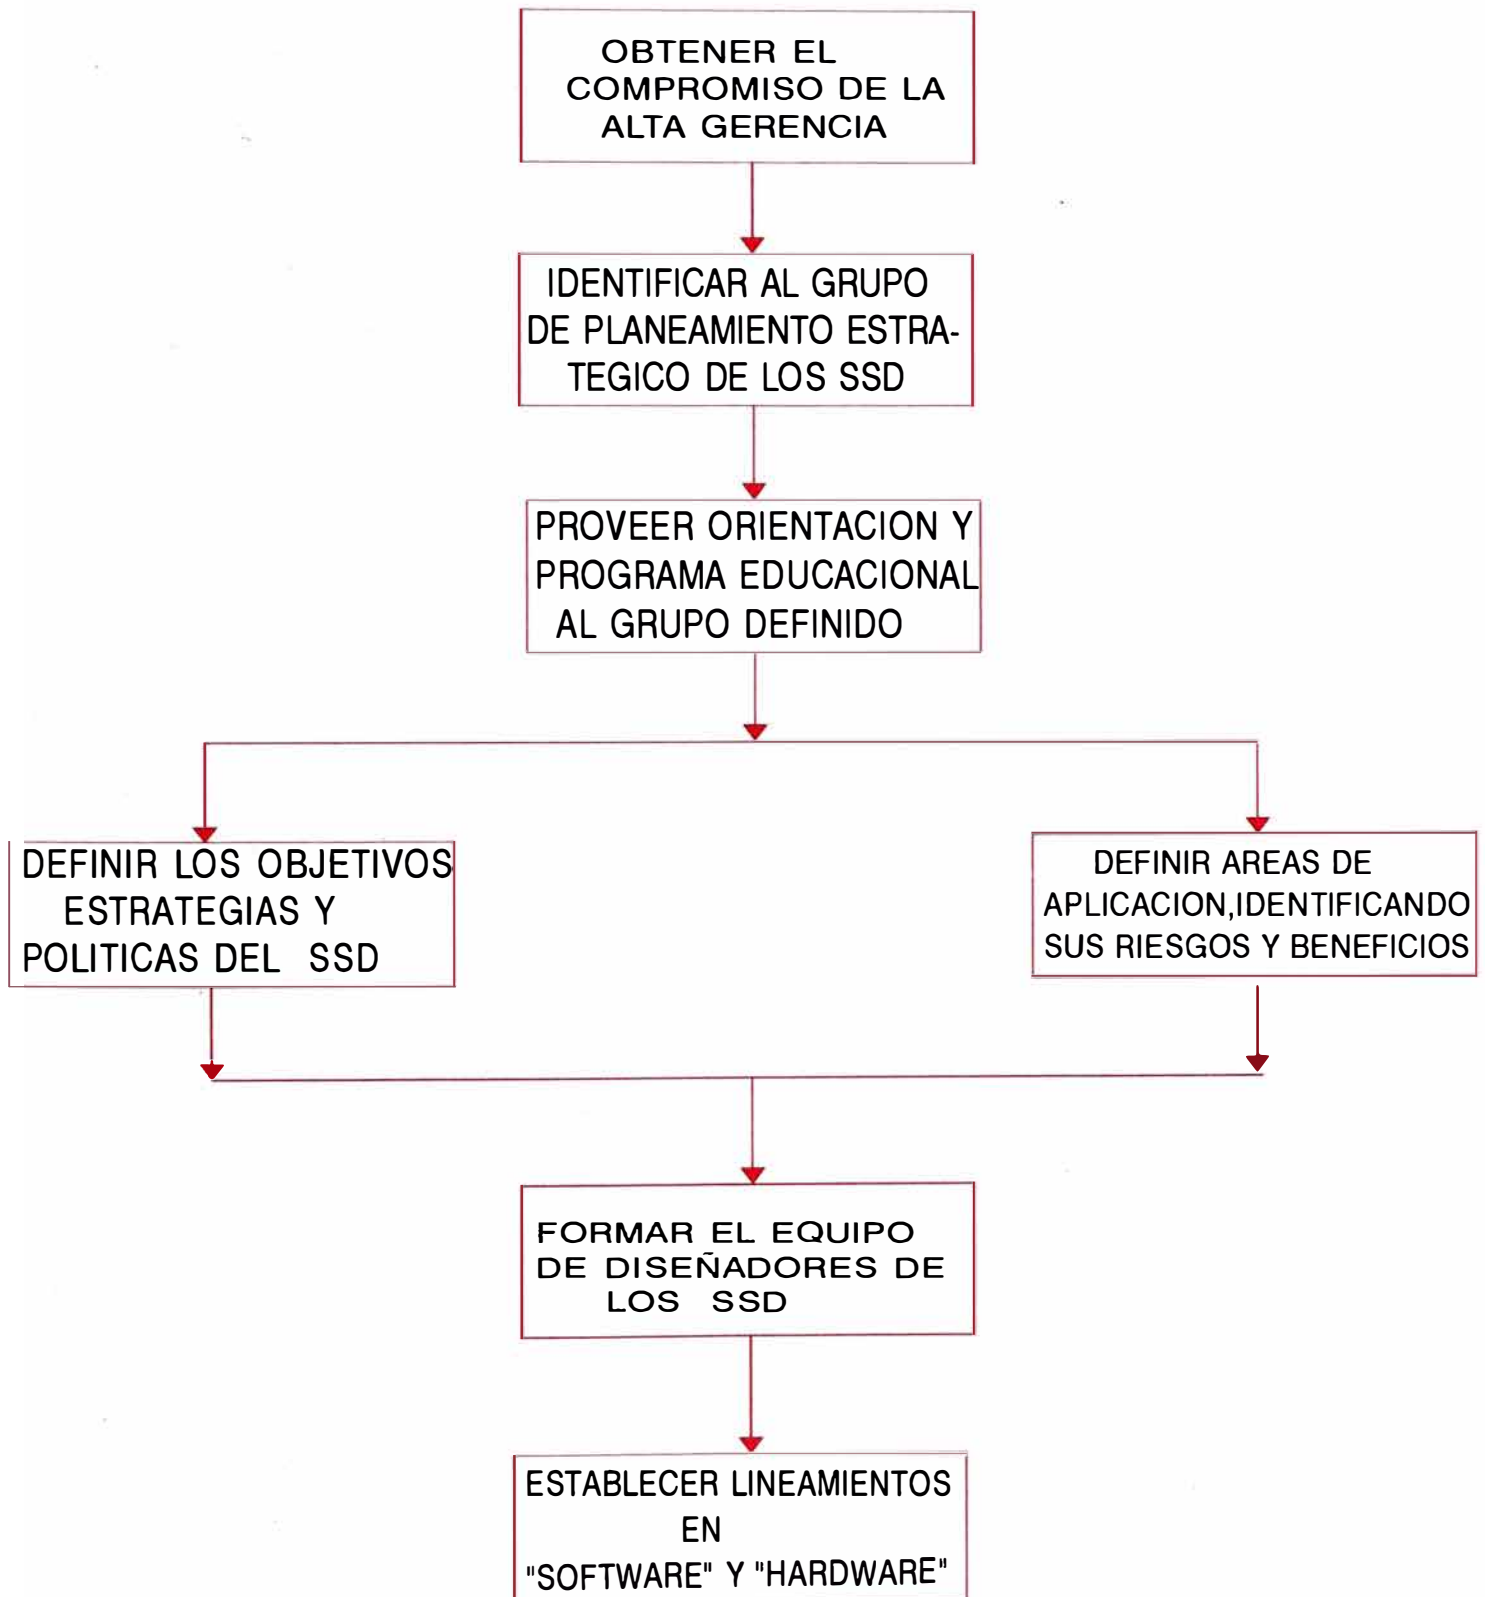 OBTENER EL
COMPROMISO DE LA
ALTA GERENCIA
IDENTIFICAR AL GRUPO
DE PLANEAMIENTO ESTRA-
TEGICO DE LOS SSD
PROVEER ORIENTACION Y
PROGRAMA EDUCACIONAL
AL GRUPO DEFINIDO
DEFINIR LOS OBJETIVOS
ESTRATEGIAS Y
POLITICAS DEL SSD
DEFINIR AREAS DE
APLICACION,IDENTIFICANDO
SUS RIESGOS Y BENEFICIOS
FORMAR EL EQUIPO
DE DISEÑADORES DE
LOS SSD
ESTABLECER LINEAMIENTOS
EN
"SOFTWARE" Y "HARDWARE"